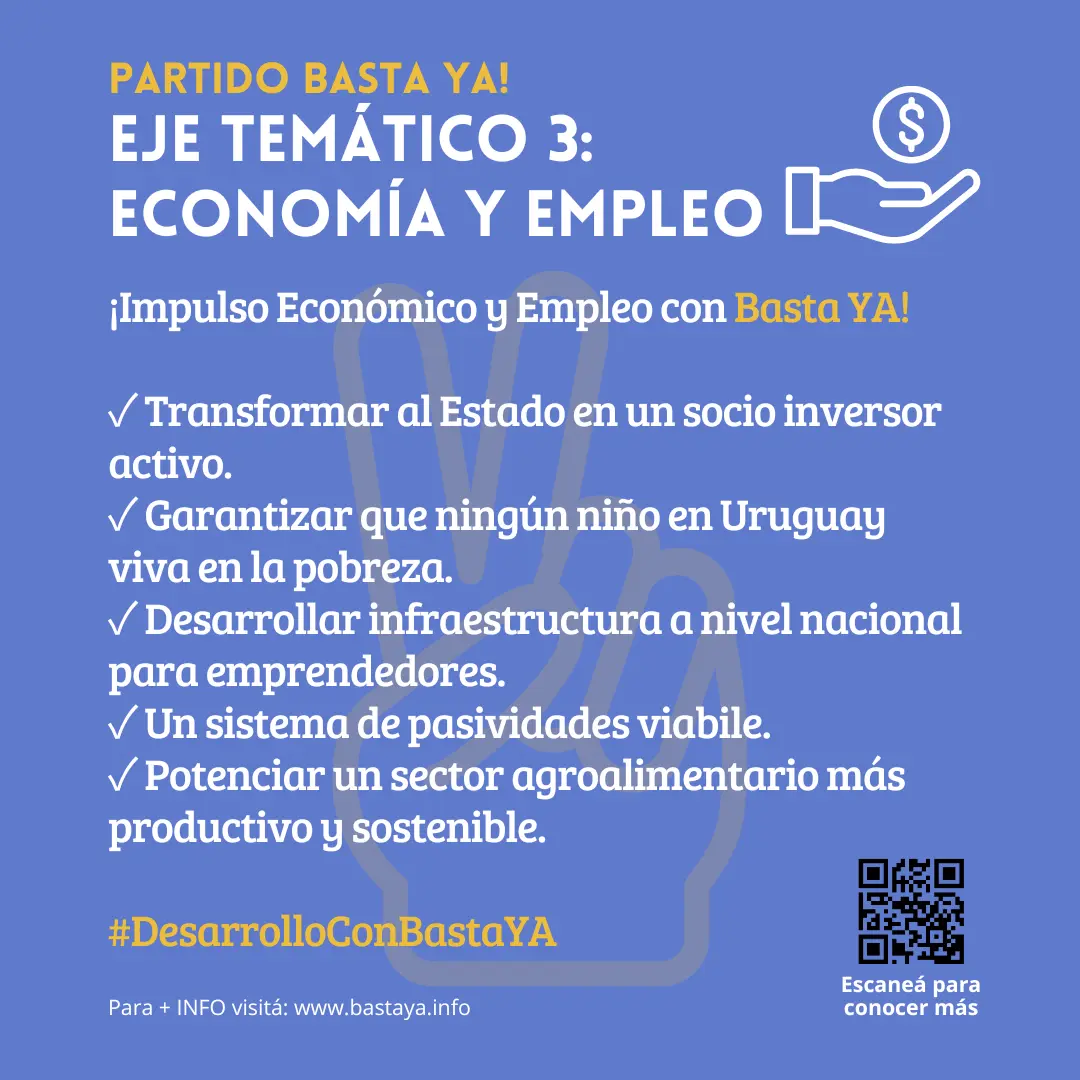 PARTIDO BASTA YA!
EJE TEMÁTICO 3:
ECONOMÍA Y EMPLEO
$
¡Impulso Económico y Empleo con Basta YA!
✓ Transformar al Estado en un socio inversor
activo.
✓ Garantizar que ningún niño en Uruguay
viva en la pobreza.
✓ Desarrollar infraestructura a nivel nacional
para emprendedores.
✓ Un sistema de pasividades viabile.
✓ Potenciar un sector agroalimentario más
productivo y sostenible.
#DesarrolloConBastaYA
Para + INFO visitá: www.bastaya.info
Escaneá para
conocer más